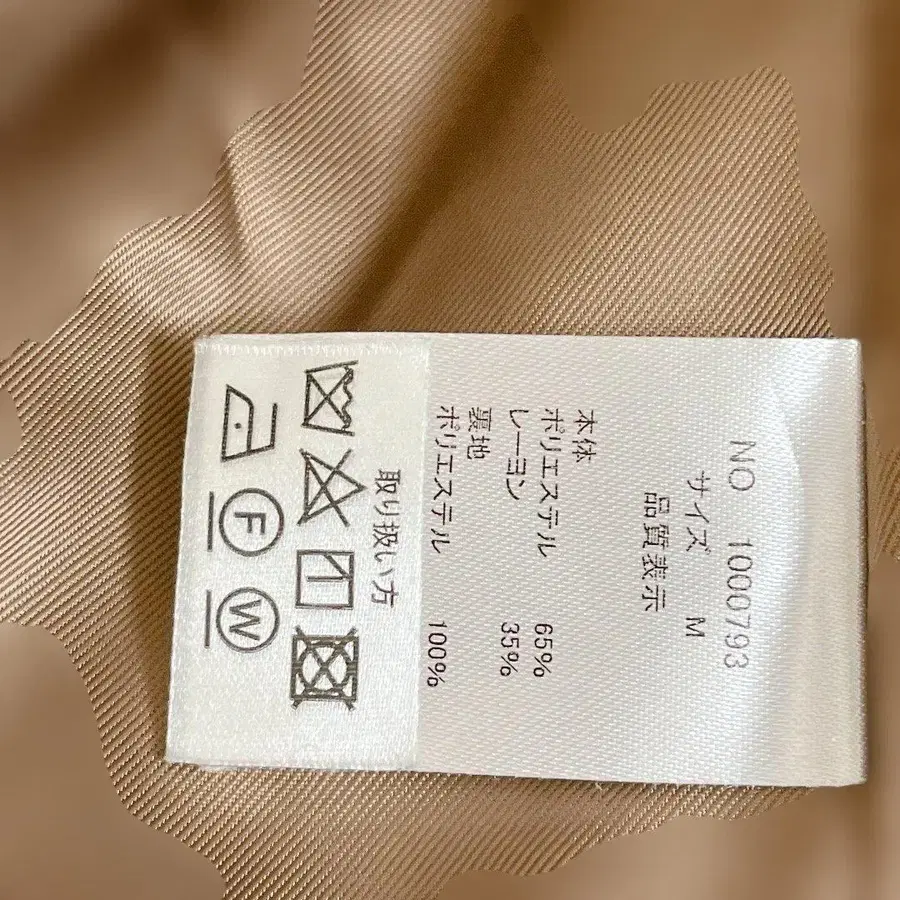 NO 1000793
サイズ M
品質表示
本体
ポリエステル 65%
レーヨン 35%
裏地
ポリエステル 100%
取り扱い方
F
W